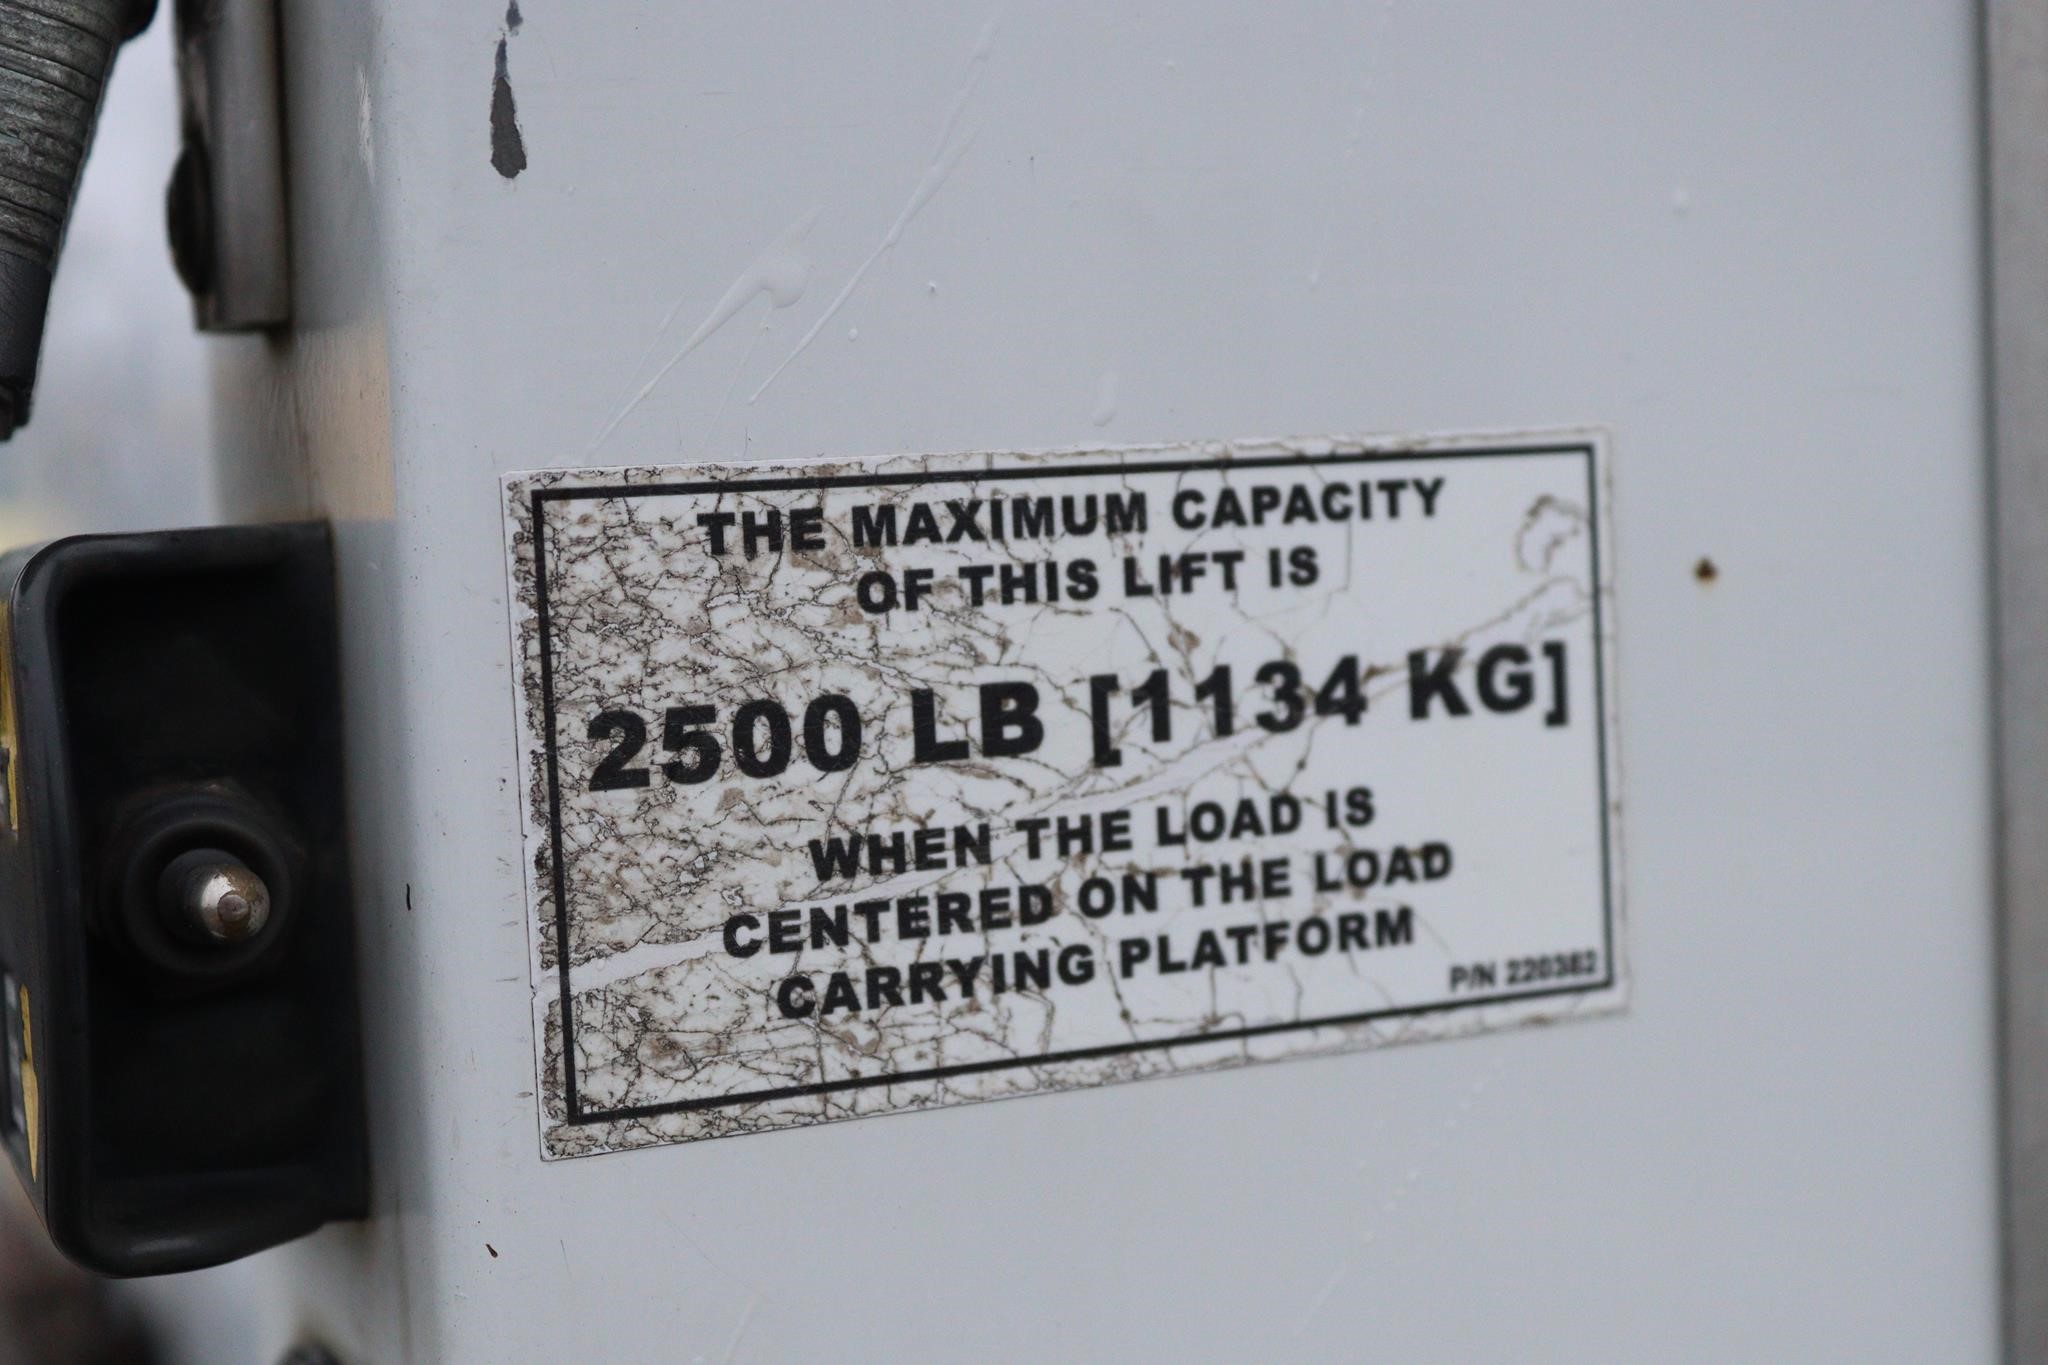 THE MAXIMUM CAPACITY
OF THIS LIFT IS
2500 LB [1134 KG]
WHEN THE LOAD IS
CENTERED ON THE LOAD
CARRYING PLATFORM
P/N 220382